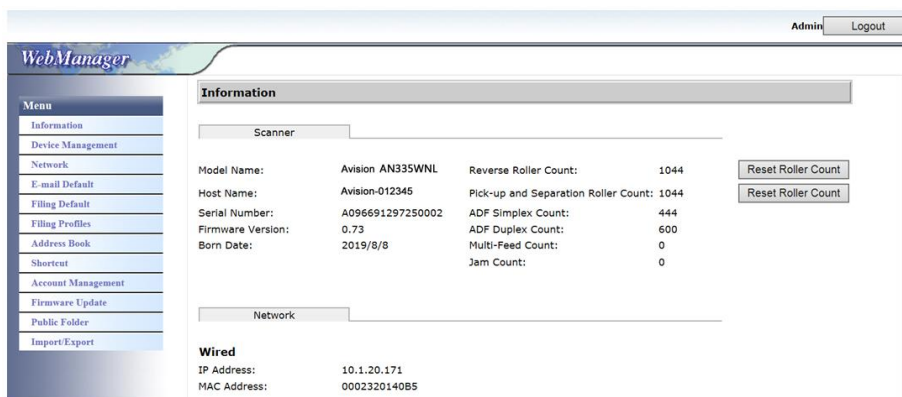 Admin Logout
WebManager
Menu
Information
Device Management
Network
E-mail Default
Filing Default
Filing Profiles
Address Book
Shortcut
Account Management
Firmware Update
Public Folder
Import/Export
Information
Scanner
Model Name: Avision AN335WNL Reverse Roller Count: 1044 Reset Roller Count
Host Name: Avision-012345 Pick-up and Separation Roller Count: 1044 Reset Roller Count
Serial Number: A096691297250002 ADF Simplex Count: 444
Firmware Version: 0.73 ADF Duplex Count: 600
Born Date: 2019/8/8 Multi-Feed Count: 0
Jam Count: 0
Network
Wired
IP Address: 10.1.20.171
MAC Address: 0002320140B5